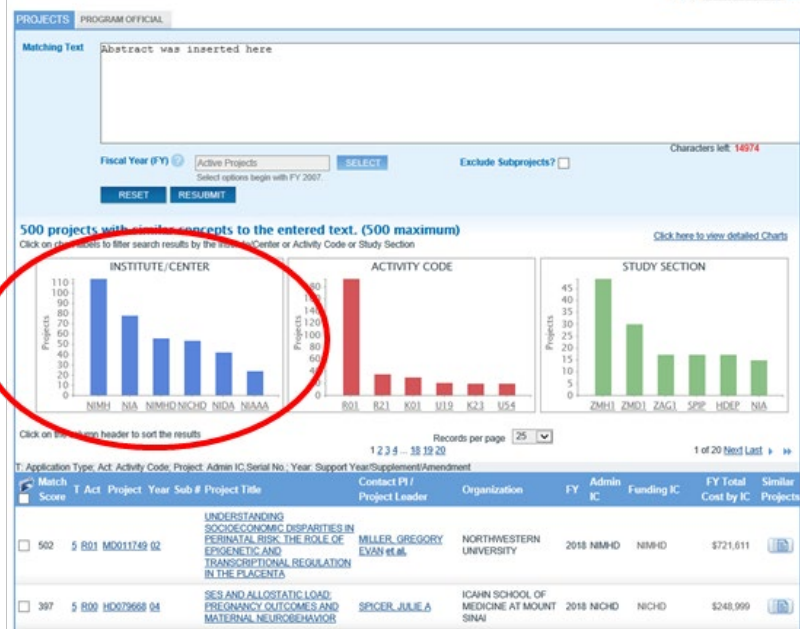 PROJECTS PROGRAM OFFICIAL
Matching Text
Abstract was inserted here
Characters left: 14974
Fiscal Year (FY)
Active Projects
SELECT
Exclude Subprojects?
Select options begin with FY 2007.
RESET RESUBMIT
500 projects with similar concepts to the entered text. (500 maximum)
Click here to view detailed Charts
Click on chart labels to filter search results by the Institute/Center or Activity Code or Study Section
INSTITUTE/CENTER
Projects
110
100
90
80
70
60
50
40
30
20
10
0
NIMH NIA NIMHD NICHD NIDA NIAAA
ACTIVITY CODE
Projects
140
120
100
80
60
R01 R21 K01 U19 K23 U54
STUDY SECTION
Projects
45
40
35
30
25
20
15
10
5
0
ZMH1 ZMD1 ZAG1 SPIP HDEP NIA
Click on the column header to sort the results
Records per page 25
1 2 3 4 ... 18 19 20
1 of 20 Next Last
T: Application Type; Act: Activity Code; Project: Admin IC,Serial No.; Year: Support Year/Supplement/Amendment
Match Score T Act Project Year Sub # Project Title Contact PI / Project Leader Organization FY Admin IC Funding IC FY Total Cost by IC Similar Projects
502 5 R01 MD011749 02
UNDERSTANDING
SOCIOECONOMIC DISPARITIES IN
PERINATAL RISK: THE ROLE OF
EPIGENETIC AND
TRANSCRIPTIONAL REGULATION
IN THE PLACENTA
MILLER, GREGORY
EVAN et al.
NORTHWESTERN
UNIVERSITY
2018 NIMHD NIMHD $721,611
397 5 R00 HD079668 04
SES AND ALLOSTATIC LOAD:
PREGNANCY OUTCOMES AND
MATERNAL NEUROBEHAVIOR
SPICER, JULIE A
ICAHN SCHOOL OF
MEDICINE AT MOUNT
SINAI
2018 NICHD NICHD $248,999